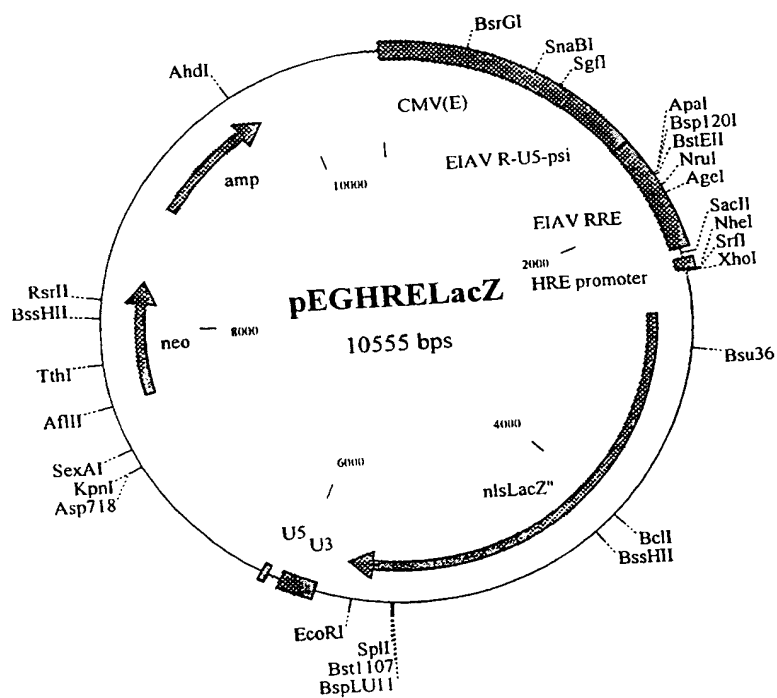 BsrGI
SnaBI
SgfI
AhdI
CMV(E)
ApaI
Bsp120I
BstEII
NruI
AgeI
EIAV R-U5-psi
amp
10000
SacII
NheI
SrfI
XhoI
EIAV RRE
2000
HRE promoter
pEGHRELacZ
10555 bps
RsrII
BssHII
neo
8000
Bsu36
TthI
AflII
4000
SexAI
KpnI
Asp718
6000
nlsLacZ"
U5
U3
BclI
BssHII
EcoRI
SplI
Bst1107
BspLU11